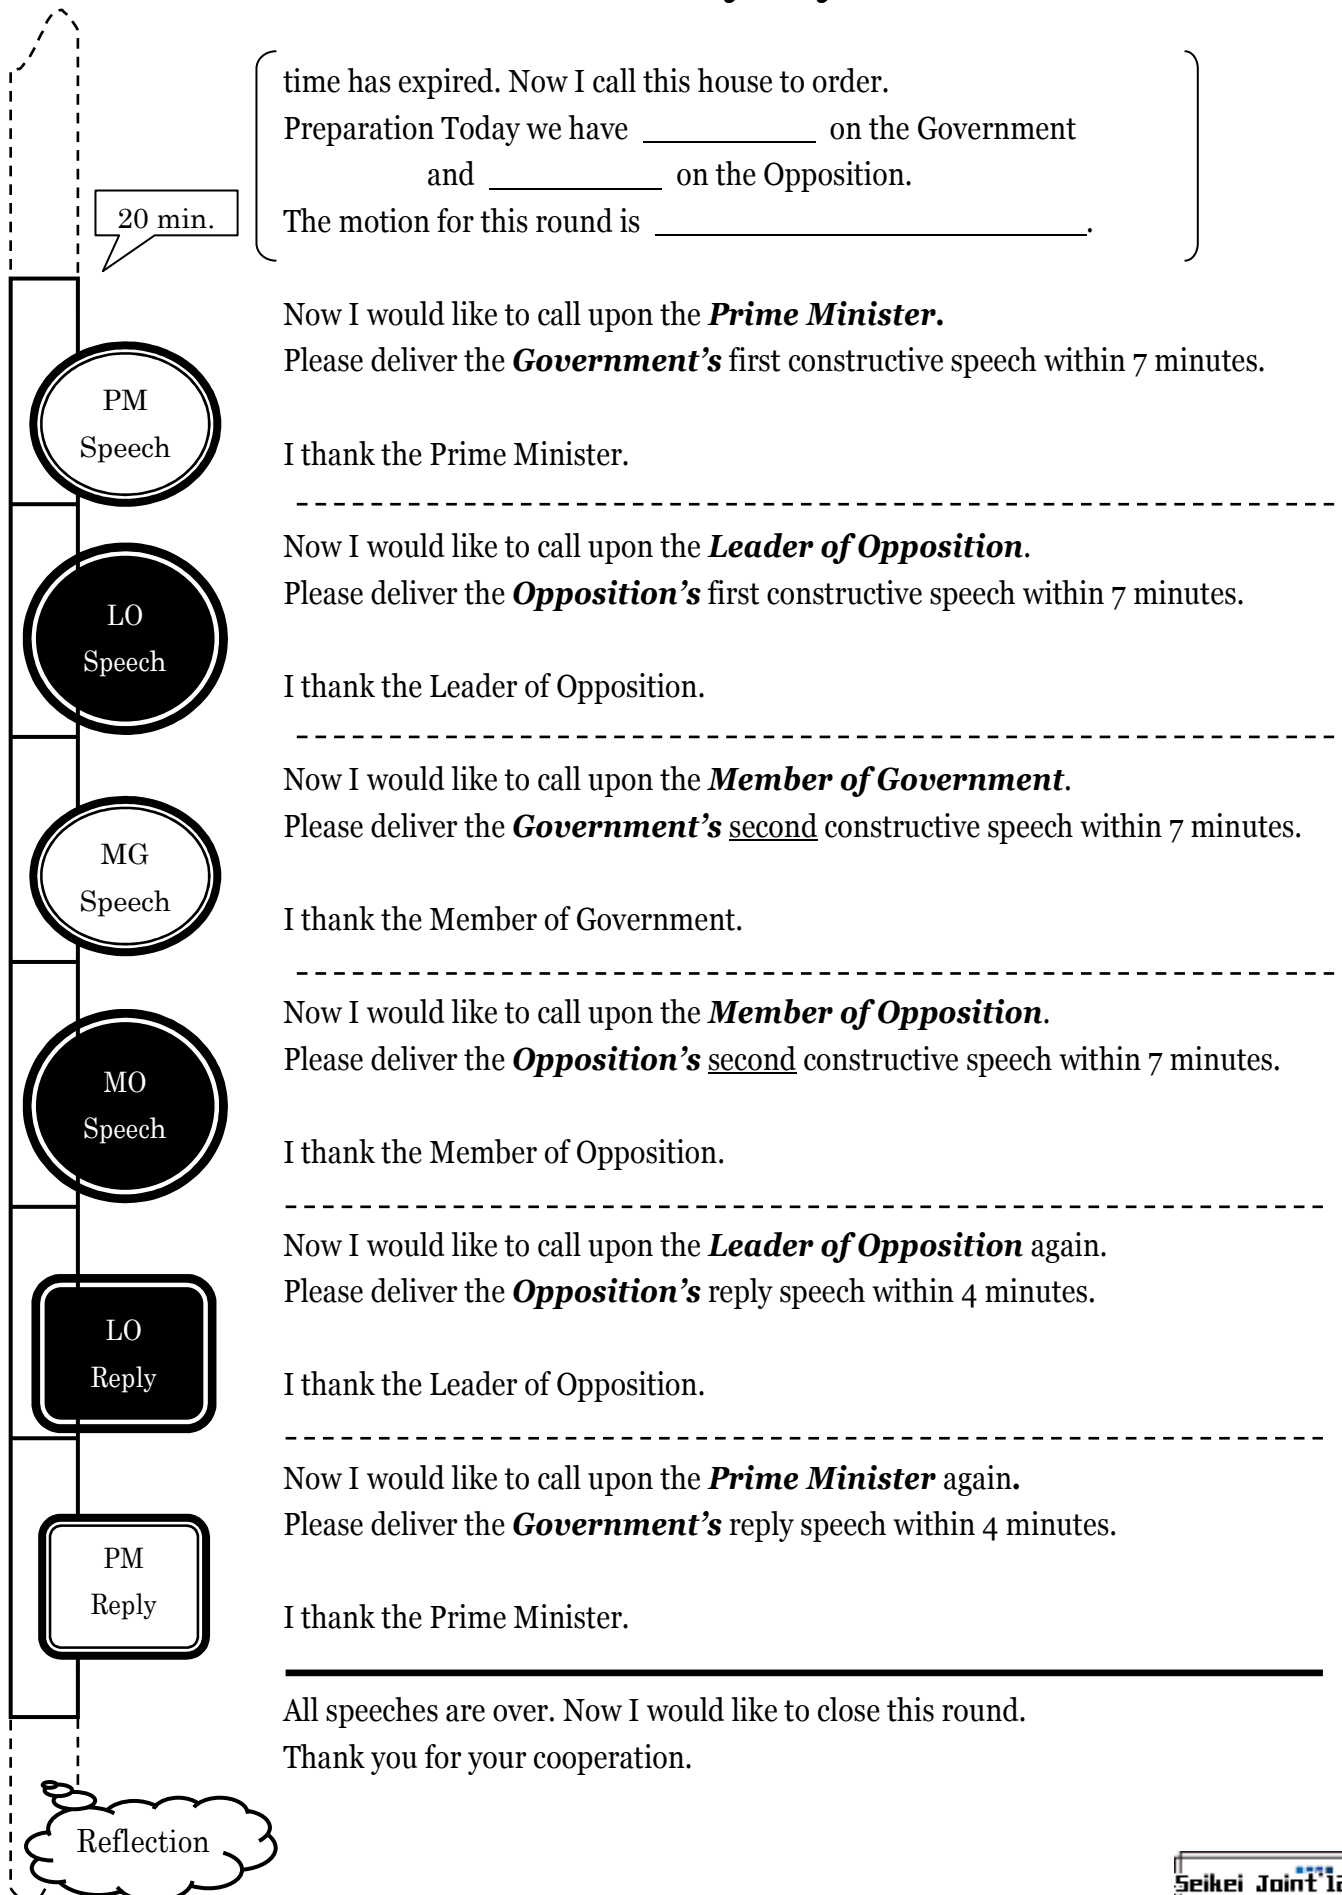 time has expired. Now I call this house to order.
Preparation Today we have ____________ on the Government
and ____________ on the Opposition.
20 min.
The motion for this round is ______________________________.
Now I would like to call upon the Prime Minister.
Please deliver the Government’s first constructive speech within 7 minutes.
PM
Speech
I thank the Prime Minister.
Now I would like to call upon the Leader of Opposition.
Please deliver the Opposition’s first constructive speech within 7 minutes.
LO
Speech
I thank the Leader of Opposition.
Now I would like to call upon the Member of Government.
Please deliver the Government’s second constructive speech within 7 minutes.
MG
Speech
I thank the Member of Government.
Now I would like to call upon the Member of Opposition.
Please deliver the Opposition’s second constructive speech within 7 minutes.
MO
Speech
I thank the Member of Opposition.
Now I would like to call upon the Leader of Opposition again.
Please deliver the Opposition’s reply speech within 4 minutes.
LO
Reply
I thank the Leader of Opposition.
Now I would like to call upon the Prime Minister again.
Please deliver the Government’s reply speech within 4 minutes.
PM
Reply
I thank the Prime Minister.
All speeches are over. Now I would like to close this round.
Thank you for your cooperation.
Reflection
Seikei Joint